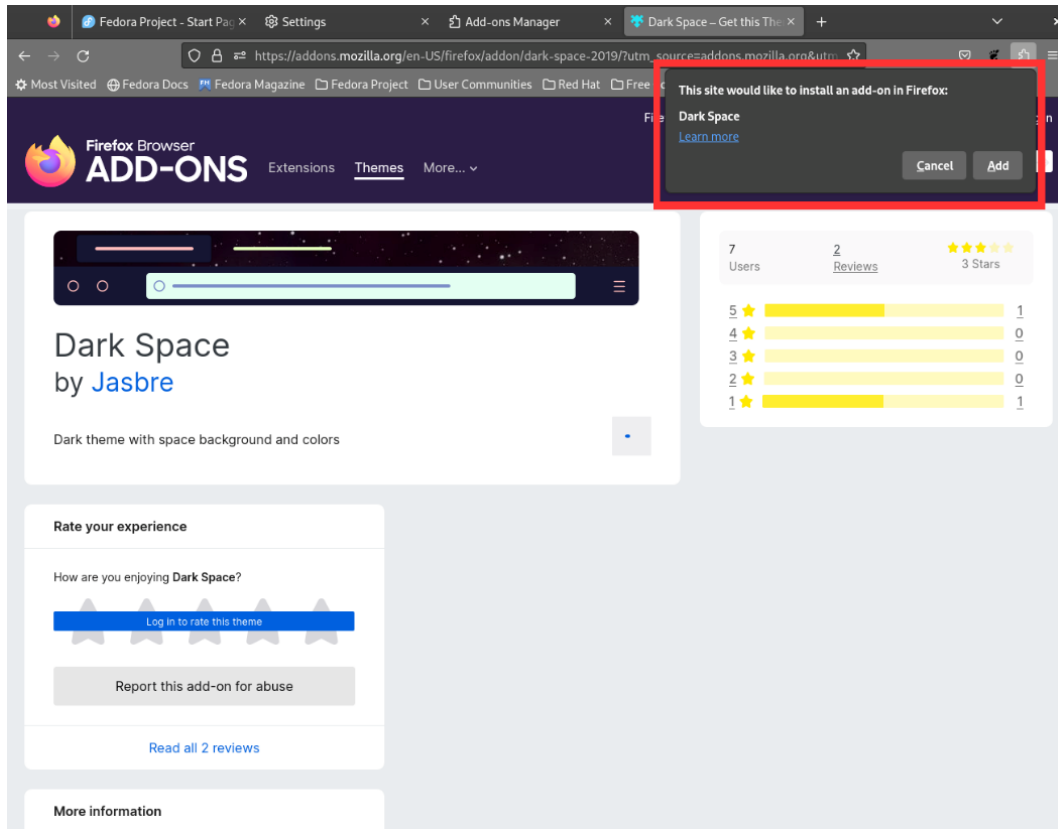 Fedora Project - Start Pag
Settings
Add-ons Manager
Dark Space – Get this The
https://addons.mozilla.org/en-US/firefox/addon/dark-space-2019/?utm_source=addons.mozilla.org&utm
Most Visited
Fedora Docs
Fedora Magazine
Fedora Project
User Communities
Red Hat
Free
This site would like to install an add-on in Firefox:
Dark Space
Learn more
Cancel
Add
Firefox Browser
ADD-ONS
Extensions
Themes
More...
7
Users
2
Reviews
3 Stars
5
1
4
0
3
0
2
0
1
1
Dark Space
by Jasbre
Dark theme with space background and colors
Rate your experience
How are you enjoying Dark Space?
Log in to rate this theme
Report this add-on for abuse
Read all 2 reviews
More information